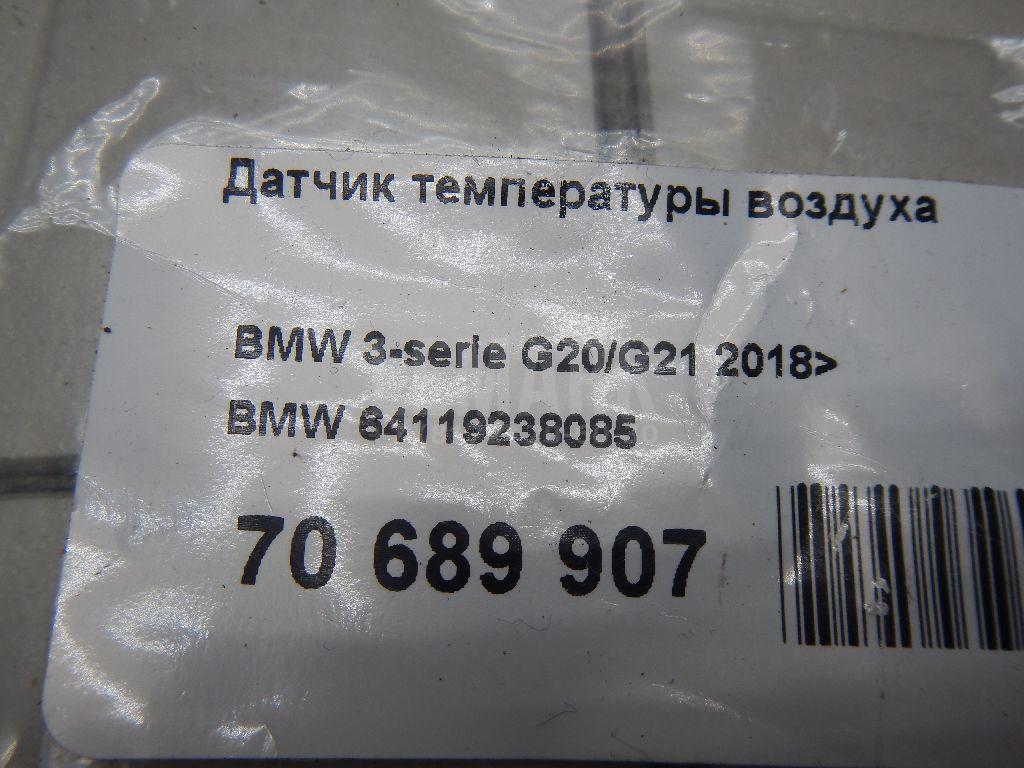 Датчик температуры воздуха
BMW 3-serie G20/G21 2018>
BMW 64119238085
70 689 907